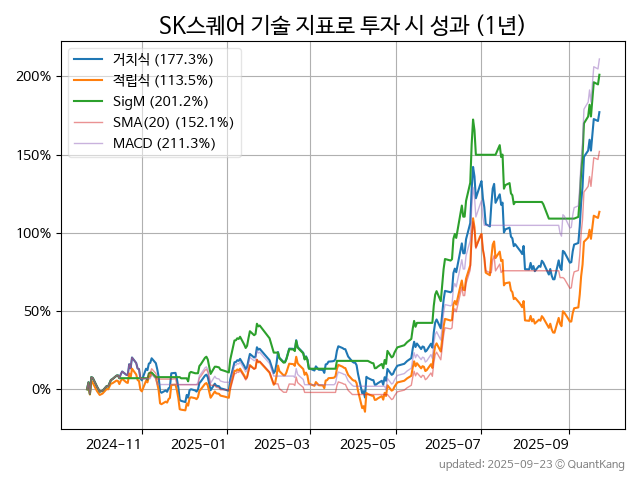 SK스퀘어 기술 지표로 투자 시 성과 (1년)
거치식 (177.3%)
적립식 (113.5%)
SigM (201.2%)
SMA(20) (152.1%)
MACD (211.3%)
200%
150%
100%
50%
0%
2024-11 2025-01 2025-03 2025-05 2025-07 2025-09
updated: 2025-09-23 © QuantKang